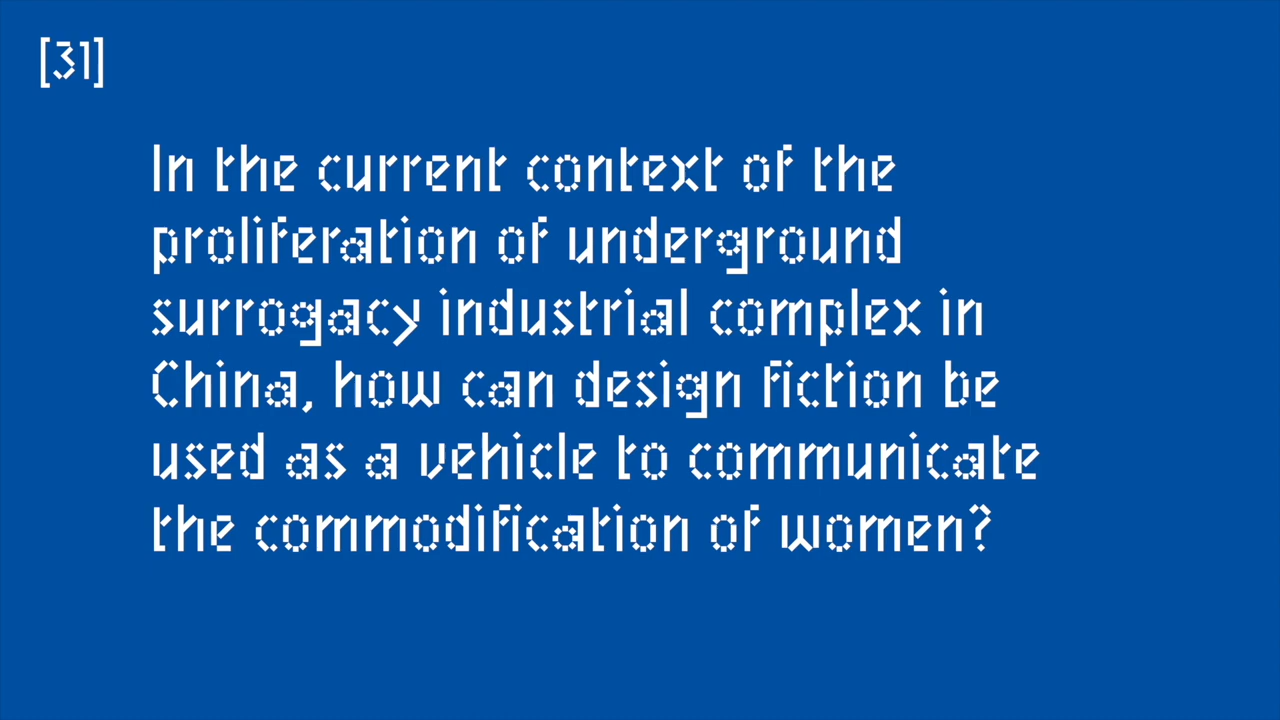 [31]
In the current context of the
proliferation of underground
surrogacy industrial complex in
China, how can design fiction be
used as a vehicle to communicate
the commodification of women?